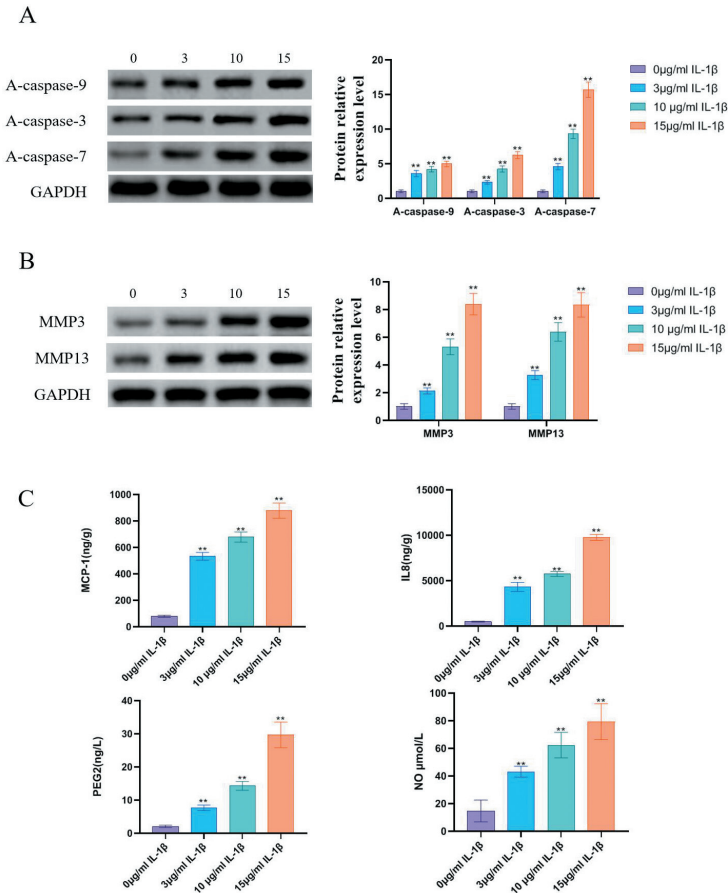 A
0 3 10 15
A-caspase-9
A-caspase-3
A-caspase-7
GAPDH
Protein relative
expression level
20
15
10
5
0
** ** **
** ** **
** ** **
A-caspase-9 A-caspase-3 A-caspase-7
0μg/ml IL-1β
3μg/ml IL-1β
10 μg/ml IL-1β
15μg/ml IL-1β
B
0 3 10 15
MMP3
MMP13
GAPDH
Protein relative
expression level
10
8
6
4
2
0
** ** **
** ** **
MMP3 MMP13
0μg/ml IL-1β
3μg/ml IL-1β
10 μg/ml IL-1β
15μg/ml IL-1β
C
MCP-1(ng/g)
1000
800
600
400
200
0
** ** **
0μg/ml IL-1β
3μg/ml IL-1β
10 μg/ml IL-1β
15μg/ml IL-1β
IL8(ng/g)
15000
10000
5000
0
** ** **
0μg/ml IL-1β
3μg/ml IL-1β
10 μg/ml IL-1β
15μg/ml IL-1β
PEG2(ng/L)
40
30
20
10
0
** ** **
0μg/ml IL-1β
3μg/ml IL-1β
10 μg/ml IL-1β
15μg/ml IL-1β
NO μmol/L
100
80
60
40
20
0
** ** **
0μg/ml IL-1β
3μg/ml IL-1β
10 μg/ml IL-1β
15μg/ml IL-1β